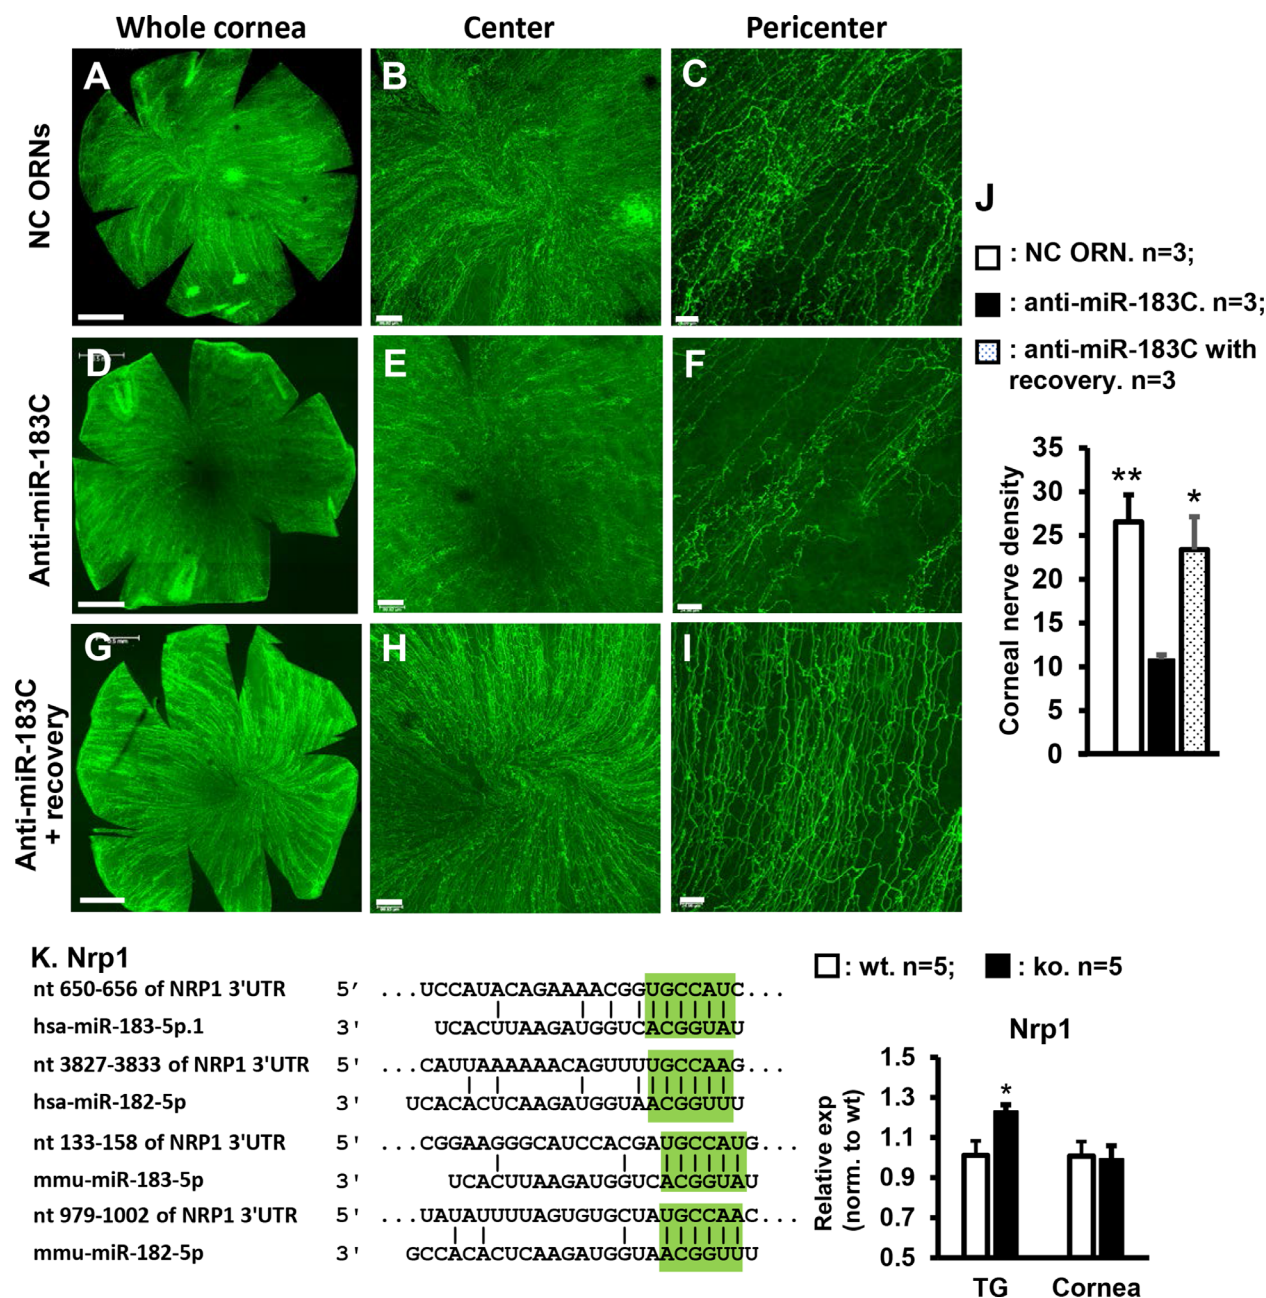 Whole cornea
Center
Pericenter
NC ORNs
A
B
C
Anti-miR-183C
D
E
F
Anti-miR-183C
+ recovery
G
H
I
J
: NC ORN. n=3;
: anti-miR-183C. n=3;
: anti-miR-183C with
recovery. n=3
Corneal nerve density
35
30
25
20
15
10
5
0
**
*
K. Nrp1
nt 650-656 of NRP1 3'UTR 5' ...UCCAUACAGAAAACGGUGCCAUC...
hsa-miR-183-5p.1 3' UCACUUAAGAUGGUCACGGUAU
nt 3827-3833 of NRP1 3'UTR 5' ...CAUUAAAAAACAGUUUUGCCAAG...
hsa-miR-182-5p 3' UCACACUCAAGAUGGUAACGGUUU
nt 133-158 of NRP1 3'UTR 5' ...CGGAAGGGCAUCCACGAUGCCAUG...
mmu-miR-183-5p 3' UCACUUAAGAUGGUCACGGUAU
nt 979-1002 of NRP1 3'UTR 5' ...UAUAUUUUAGUGUGCUAUGCCAAC...
mmu-miR-182-5p 3' GCCACACUCAAGAUGGUAACGGUUU
: wt. n=5; : ko. n=5
Nrp1
Relative exp
(norm. to wt)
1.5
1.3
1.1
0.9
0.7
0.5
*
TG Cornea